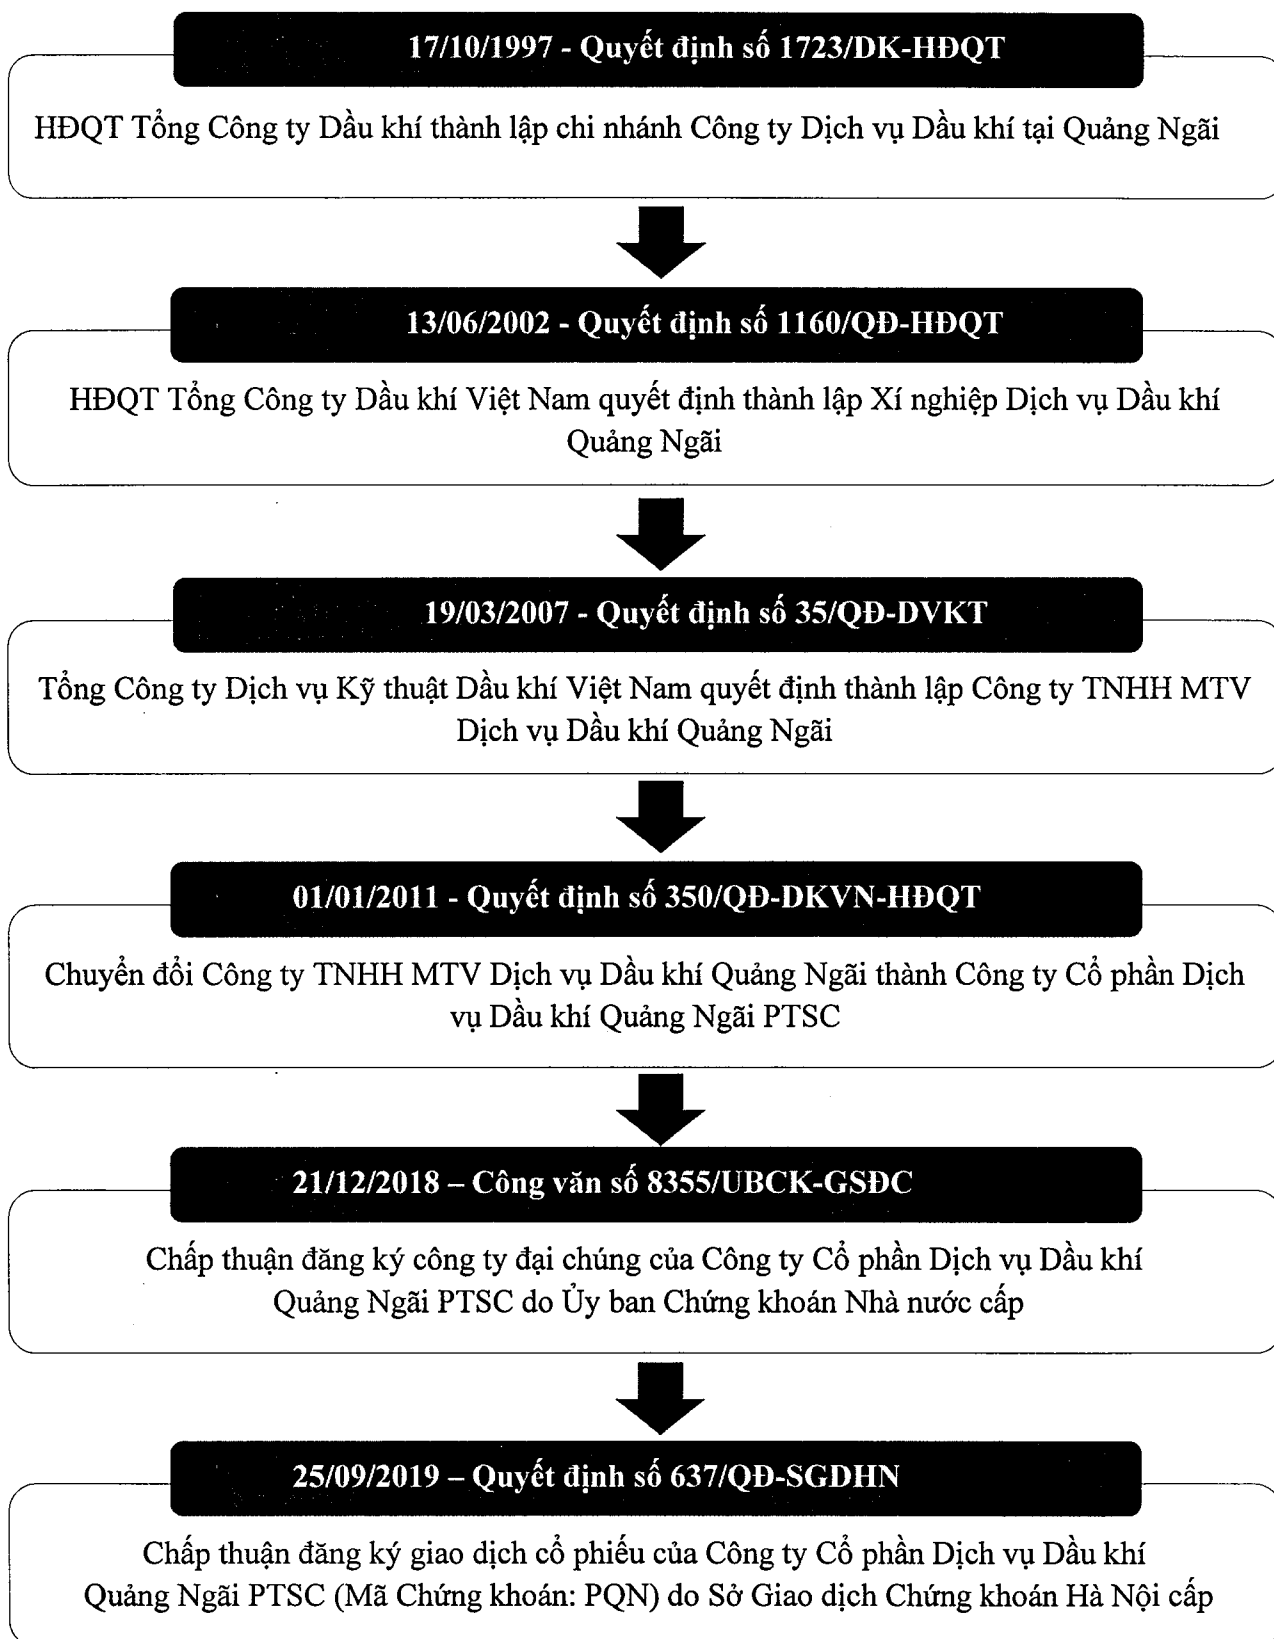 17/10/1997 - Quyết định số 1723/DK-HĐQT
HĐQT Tổng Công ty Dầu khí thành lập chi nhánh Công ty Dịch vụ Dầu khí tại Quảng Ngãi
13/06/2002 - Quyết định số 1160/QĐ-HĐQT
HĐQT Tổng Công ty Dầu khí Việt Nam quyết định thành lập Xí nghiệp Dịch vụ Dầu khí
Quảng Ngãi
19/03/2007 - Quyết định số 35/QĐ-DVKT
Tổng Công ty Dịch vụ Kỹ thuật Dầu khí Việt Nam quyết định thành lập Công ty TNHH MTV
Dịch vụ Dầu khí Quảng Ngãi
01/01/2011 - Quyết định số 350/QĐ-DKVN-HĐQT
Chuyển đổi Công ty TNHH MTV Dịch vụ Dầu khí Quảng Ngãi thành Công ty Cổ phần Dịch
vụ Dầu khí Quảng Ngãi PTSC
21/12/2018 – Công văn số 8355/UBCK-GSĐC
Chấp thuận đăng ký công ty đại chúng của Công ty Cổ phần Dịch vụ Dầu khí
Quảng Ngãi PTSC do Ủy ban Chứng khoán Nhà nước cấp
25/09/2019 – Quyết định số 637/QĐ-SGDHN
Chấp thuận đăng ký giao dịch cổ phiếu của Công ty Cổ phần Dịch vụ Dầu khí
Quảng Ngãi PTSC (Mã Chứng khoán: PQN) do Sở Giao dịch Chứng khoán Hà Nội cấp